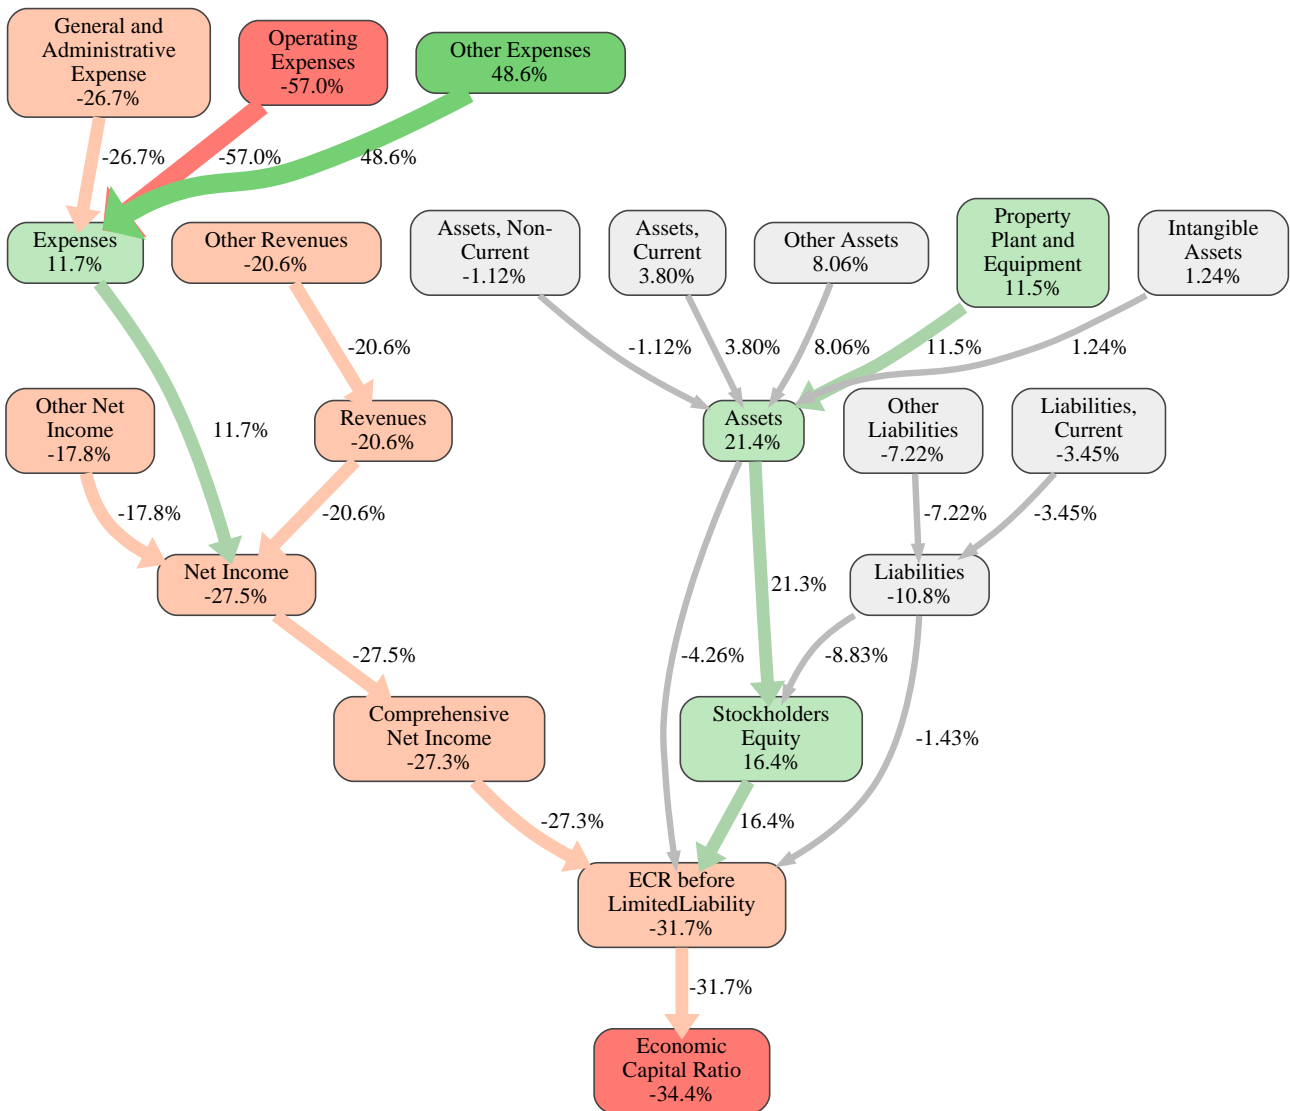 General and
Administrative
Expense
-26.7%
Operating
Expenses
-57.0%
Other Expenses
48.6%
-26.7%
-57.0%
48.6%
Expenses
11.7%
Other Revenues
-20.6%
Assets, Non-
Current
-1.12%
Assets,
Current
3.80%
Other Assets
8.06%
Property
Plant and
Equipment
11.5%
Intangible
Assets
1.24%
-20.6%
-1.12%
3.80%
8.06%
11.5%
1.24%
Other Net
Income
-17.8%
11.7%
Revenues
-20.6%
Assets
21.4%
Other
Liabilities
-7.22%
Liabilities,
Current
-3.45%
-17.8%
-20.6%
-7.22%
-3.45%
Net Income
-27.5%
21.3%
Liabilities
-10.8%
-27.5%
-4.26%
-8.83%
Comprehensive
Net Income
-27.3%
Stockholders
Equity
16.4%
-1.43%
-27.3%
16.4%
ECR before
LimitedLiability
-31.7%
-31.7%
Economic
Capital Ratio
-34.4%